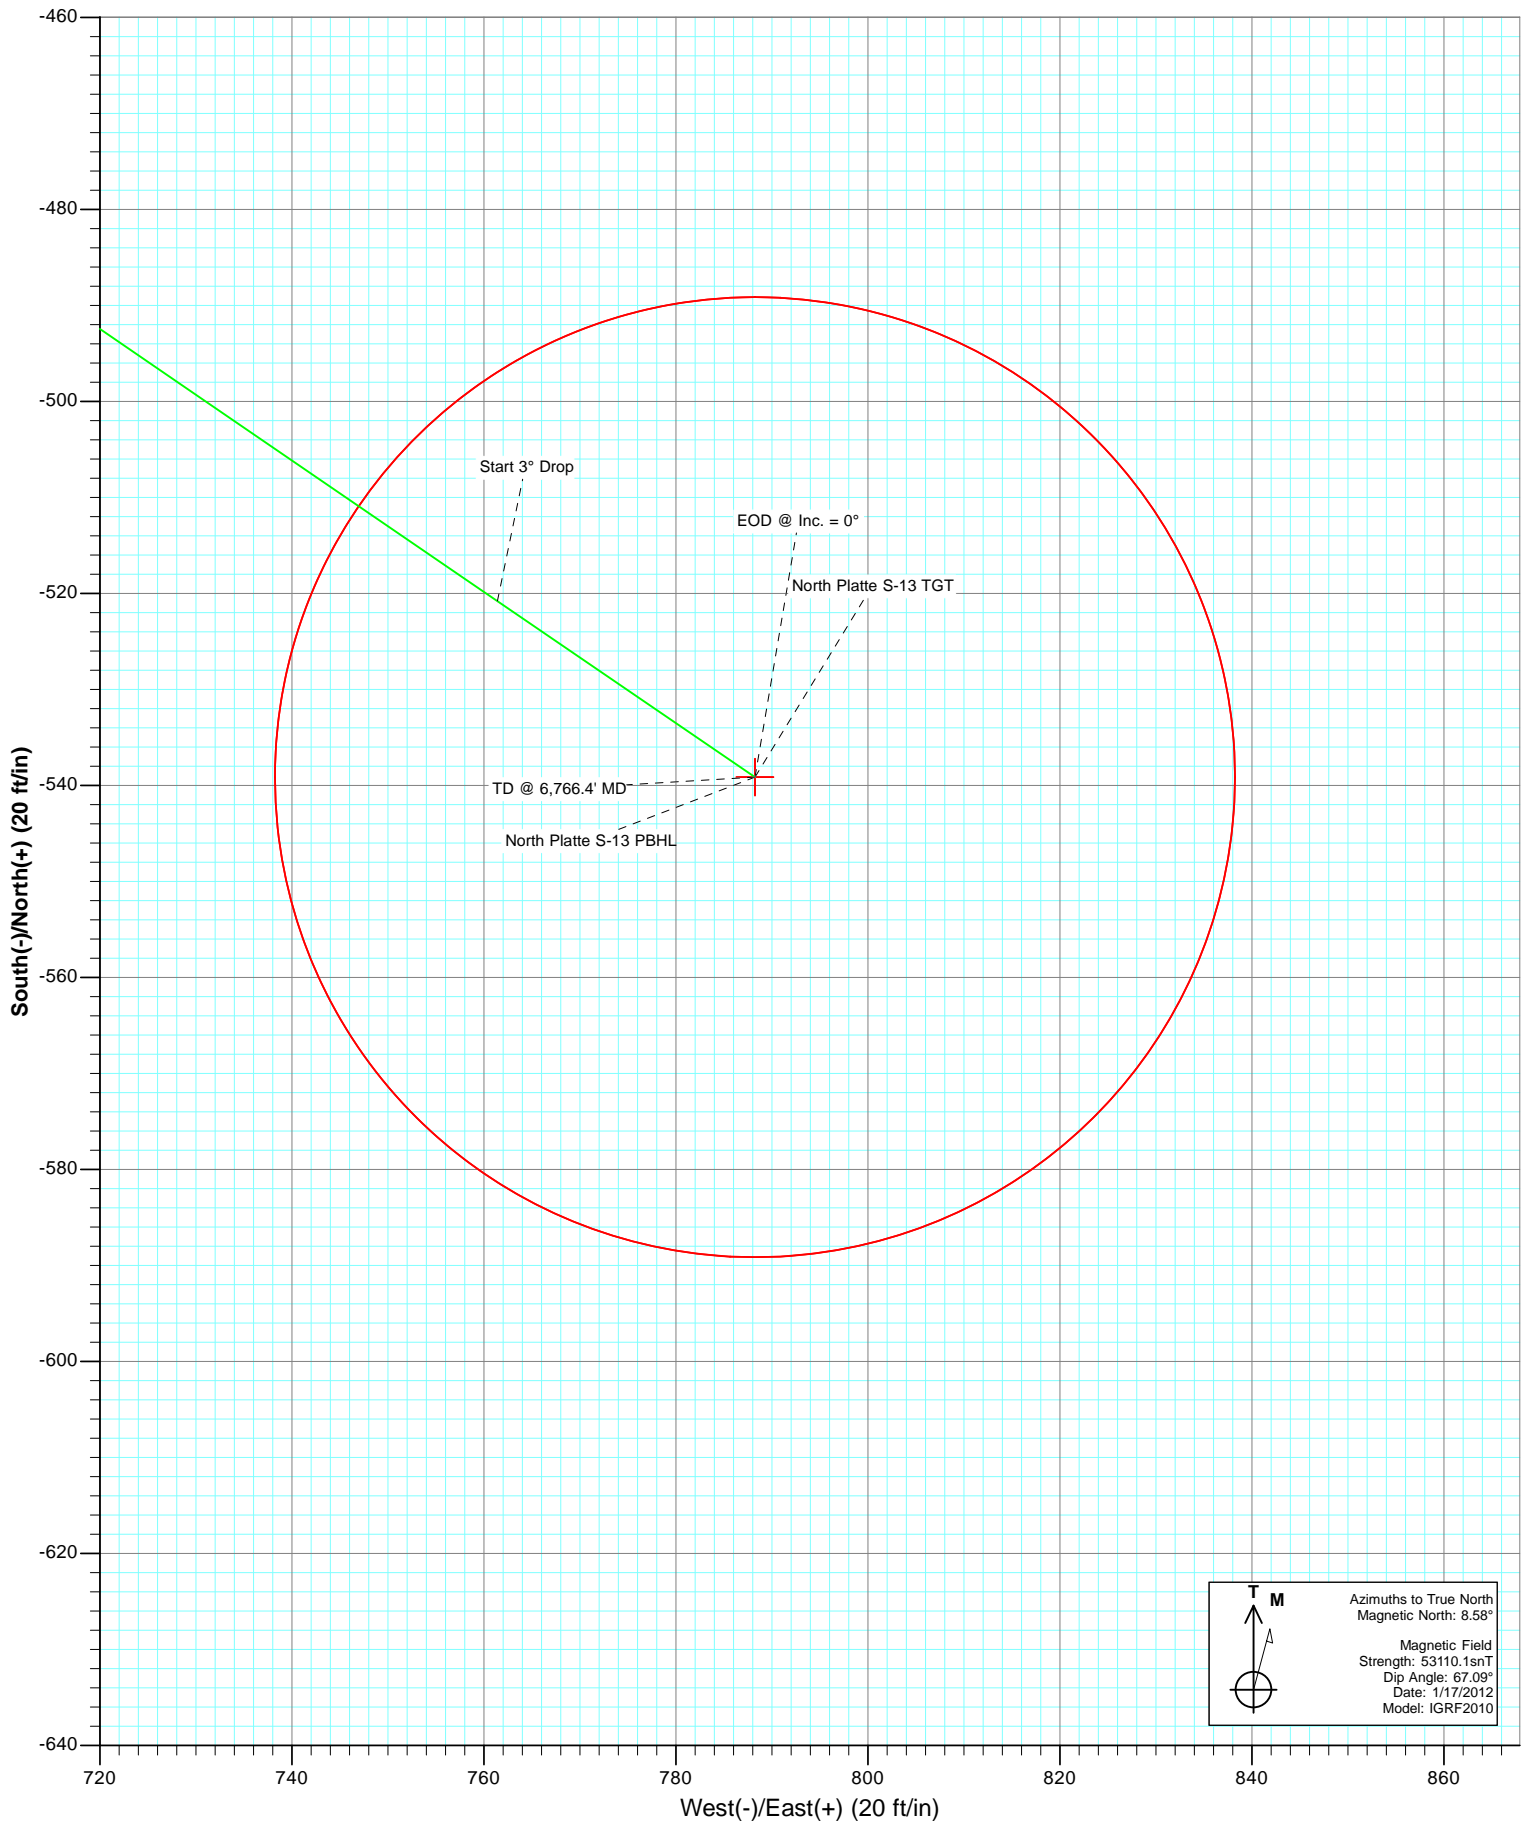 -460
-480
-500
-520
-540
-560
-580
-600
-620
-640
South(-)/North(+) (20 ft/in)
Start 3° Drop
EOD @ Inc. = 0°
North Platte S-13 TGT
TD @ 6,766.4' MD
North Platte S-13 PBHL
T
M
Azimuths to True North
Magnetic North: 8.58°
Magnetic Field
Strength: 53110.1snT
Dip Angle: 67.09°
Date: 1/17/2012
Model: IGRF2010
720 740 760 780 800 820 840 860
West(-)/East(+) (20 ft/in)